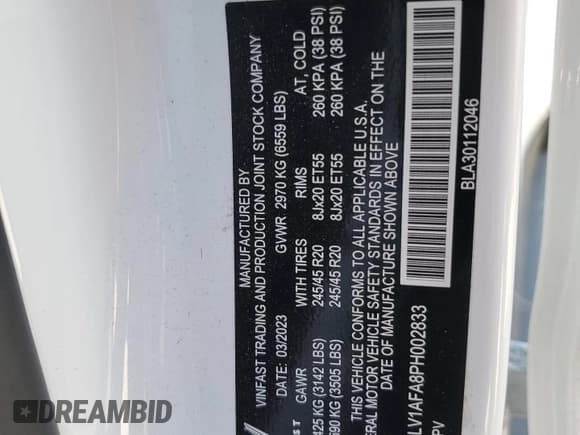 MANUFACTURED BY
VINFAST TRADING AND PRODUCTION JOINT STOCK COMPANY
DATE: 03/2023 GVWR 2970 KG (6559 LBS)
GAWR WITH TIRES RIMS AT, COLD
425 KG (3142 LBS) 245/45 R20 8Jx20 ET55 260 KPA (38 PSI)
590 KG (3505 LBS) 245/45 R20 8Jx20 ET55 260 KPA (38 PSI)
THIS VEHICLE CONFORMS TO ALL APPLICABLE U.S.A.
ERAL MOTOR VEHICLE SAFETY STANDARDS IN EFFECT ON THE
DATE OF MANUFACTURE SHOWN ABOVE
LV1AFA8PH002833
PV
BLA30112046
© AutoBidCar